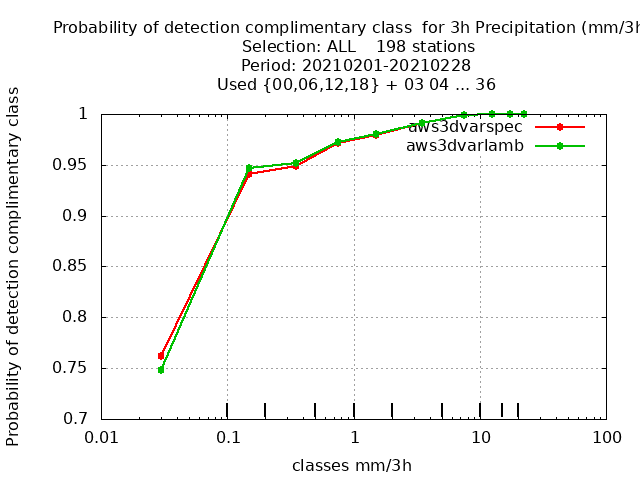 Probability of detection complimentary class  for 3h Precipitation (mm/3h
Selection: ALL    198 stations
Period: 20210201-20210228
Used {00,06,12,18} + 03 04 ... 36
Probability of detection complimentary class
1
0.95
0.9
0.85
0.8
0.75
0.7
aws3dvarspec
aws3dvarlamb
0.01
0.1
1
10
100
classes mm/3h